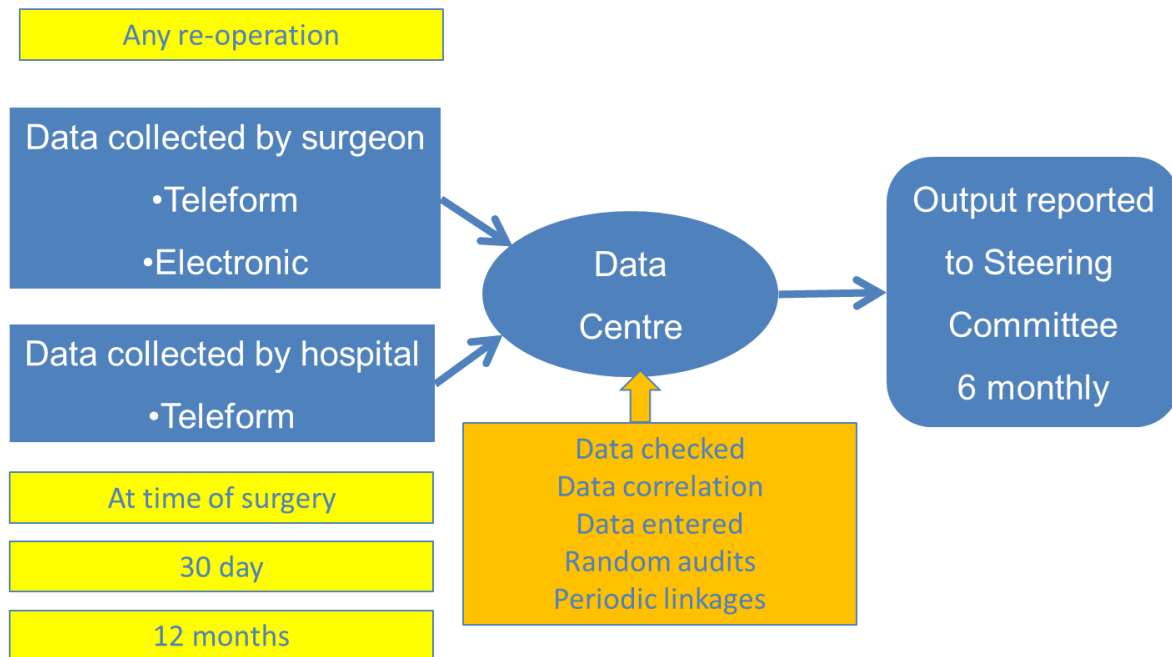 Any re-operation
Data collected by surgeon
•Teleform
•Electronic
Data collected by hospital
•Teleform
At time of surgery
30 day
12 months
Data
Centre
Data checked
Data correlation
Data entered
Random audits
Periodic linkages
Output reported
to Steering
Committee
6 monthly